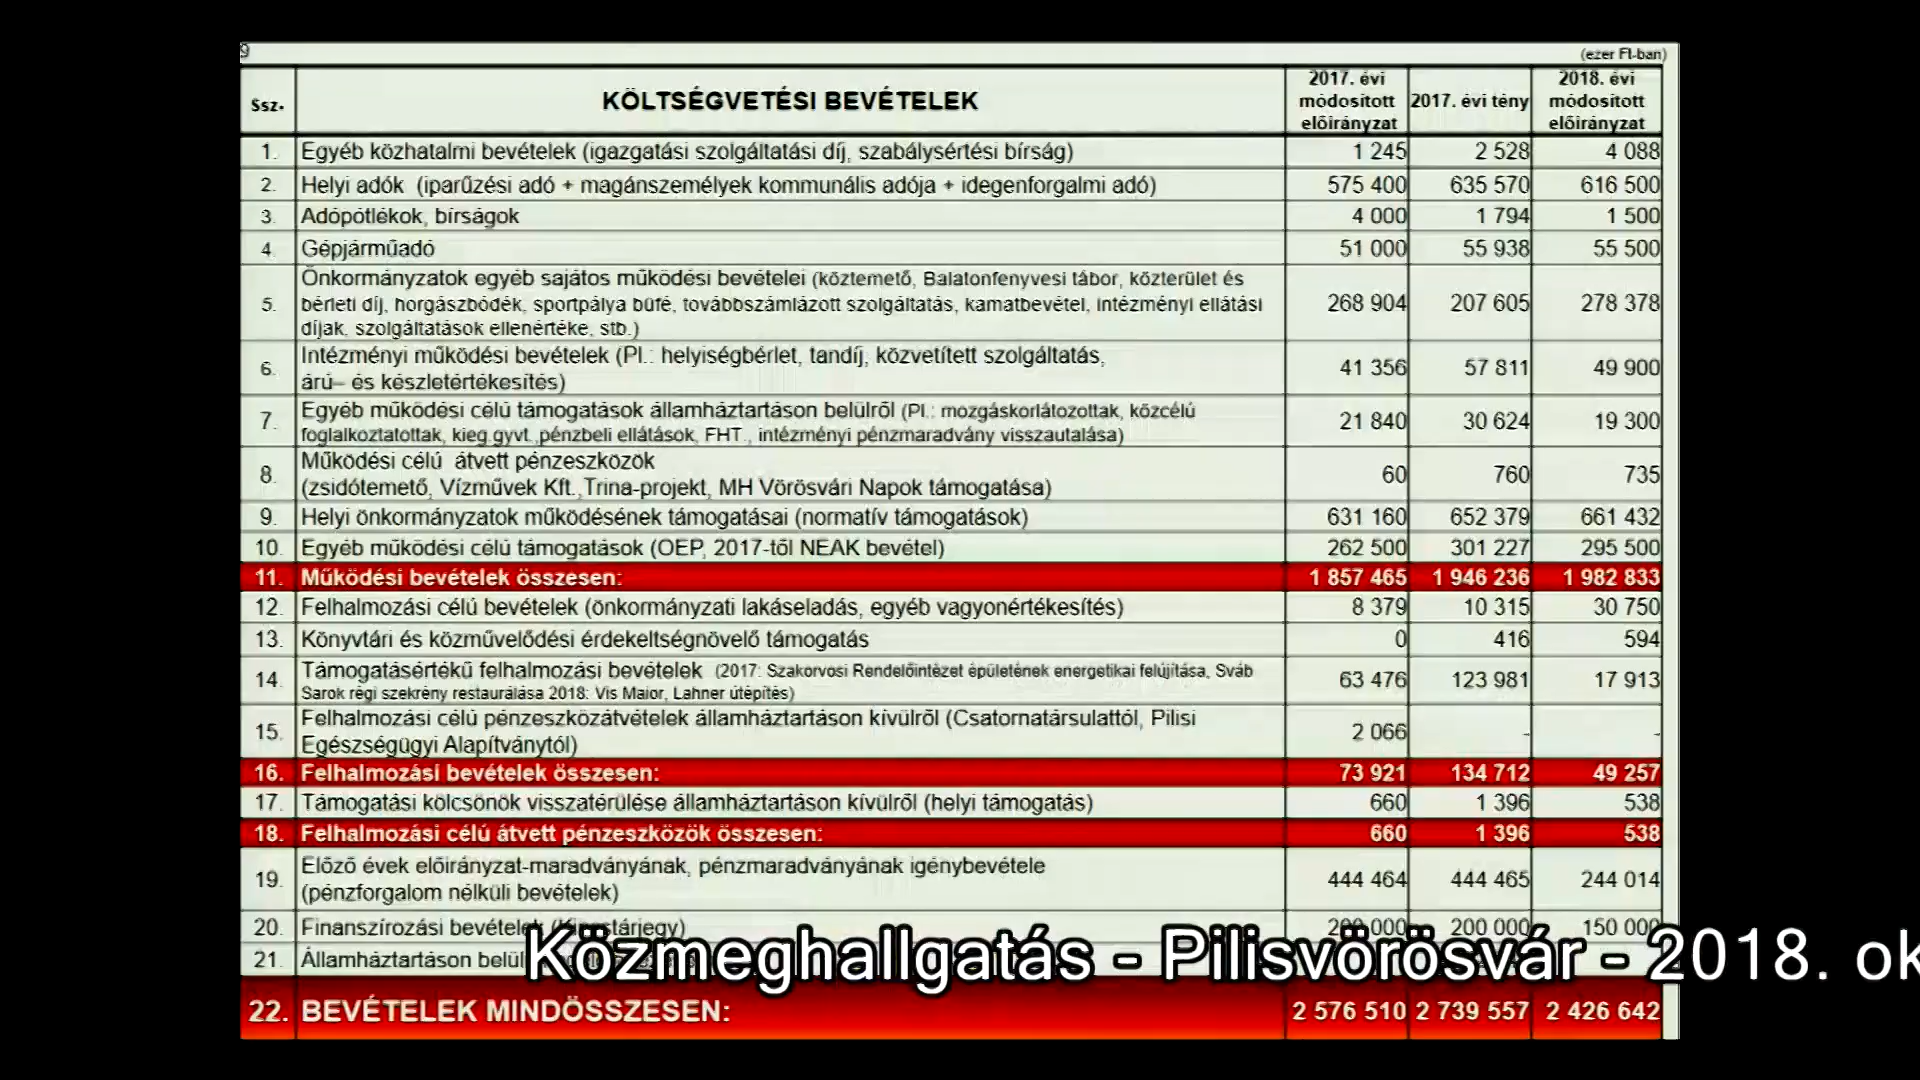 9
(ezer Ft-ban)
Ssz. KÖLTSÉGVETÉSI BEVÉTELEK 2017. évi módosított előirányzat 2017. évi tény 2018. évi módosított előirányzat
1. Egyéb közhatalmi bevételek (igazgatási szolgáltatási díj, szabálysértési bírság) 1 245 2 528 4 088
2. Helyi adók (iparűzési adó + magánszemélyek kommunális adója + idegenforgalmi adó) 575 400 635 570 616 500
3. Adópótlékok, bírságok 4 000 1 794 1 500
4. Gépjárműadó 51 000 55 938 55 500
5. Önkormányzatok egyéb sajátos működési bevételei (köztemető, Balatonfenyvesi tábor, közterület és
bérleti díj, horgászbódék, sportpálya büfé, továbbszámlázott szolgáltatás, kamatbevétel, intézményi ellátási
díjak, szolgáltatások ellenértéke, stb.) 268 904 207 605 278 378
6. Intézményi működési bevételek (Pl.: helyiségbérlet, tandíj, közvetített szolgáltatás,
árú– és készletértékesítés) 41 356 57 811 49 900
7. Egyéb működési célú támogatások államháztartáson belülről (Pl.: mozgáskorlátozottak, közcélú
foglalkoztatottak, kieg.gyvt.,pénzbeli ellátások, FHT., intézményi pénzmaradvány visszautalása) 21 840 30 624 19 300
8. Működési célú átvett pénzeszközök
(zsidótemető, Vízművek Kft.,Trina-projekt, MH Vörösvári Napok támogatása) 60 760 735
9. Helyi önkormányzatok működésének támogatásai (normatív támogatások) 631 160 652 379 661 432
10. Egyéb működési célú támogatások (OEP, 2017-től NEAK bevétel) 262 500 301 227 295 500
11. Működési bevételek összesen: 1 857 465 1 946 236 1 982 833
12. Felhalmozási célú bevételek (önkormányzati lakáseladás, egyéb vagyonértékesítés) 8 379 10 315 30 750
13. Könyvtári és közművelődési érdekeltségnövelő támogatás 0 416 594
14. Támogatásértékű felhalmozási bevételek (2017: Szakorvosi Rendelőintézet épületének energetikai felújítása, Sváb
Sarok régi szekrény restaurálása 2018: Vis Maior, Lahner útépítés) 63 476 123 981 17 913
15. Felhalmozási célú pénzeszközátvételek államháztartáson kívülről (Csatornatársulattól, Pilisi
Egészségügyi Alapítványtól) 2 066 - -
16. Felhalmozási bevételek összesen: 73 921 134 712 49 257
17. Támogatási kölcsönök visszatérülése államháztartáson kívülről (helyi támogatás) 660 1 396 538
18. Felhalmozási célú átvett pénzeszközök összesen: 660 1 396 538
19. Előző évek előirányzat-maradványának, pénzmaradványának igénybevétele
(pénzforgalom nélküli bevételek) 444 464 444 465 244 014
20. Finanszírozási bevételek 200 000 200 000 150 000
21. Államháztartáson
Közmeghallgatás - Pilisvörösvár - 2018. ok
22. BEVÉTELEK MINDÖSSZESEN: 2 576 510 2 739 557 2 426 642